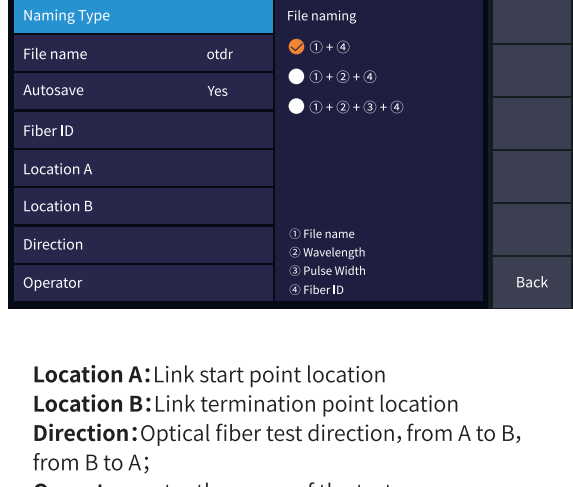 Naming Type
File name otdr
Autosave Yes
Fiber ID
Location A
Location B
Direction
Operator
File naming
① + ④
① + ② + ④
① + ② + ③ + ④
① File name
② Wavelength
③ Pulse Width
④ Fiber ID
Back
Location A:Link start point location
Location B:Link termination point location
Direction:Optical fiber test direction, from A to B,
from B to A;